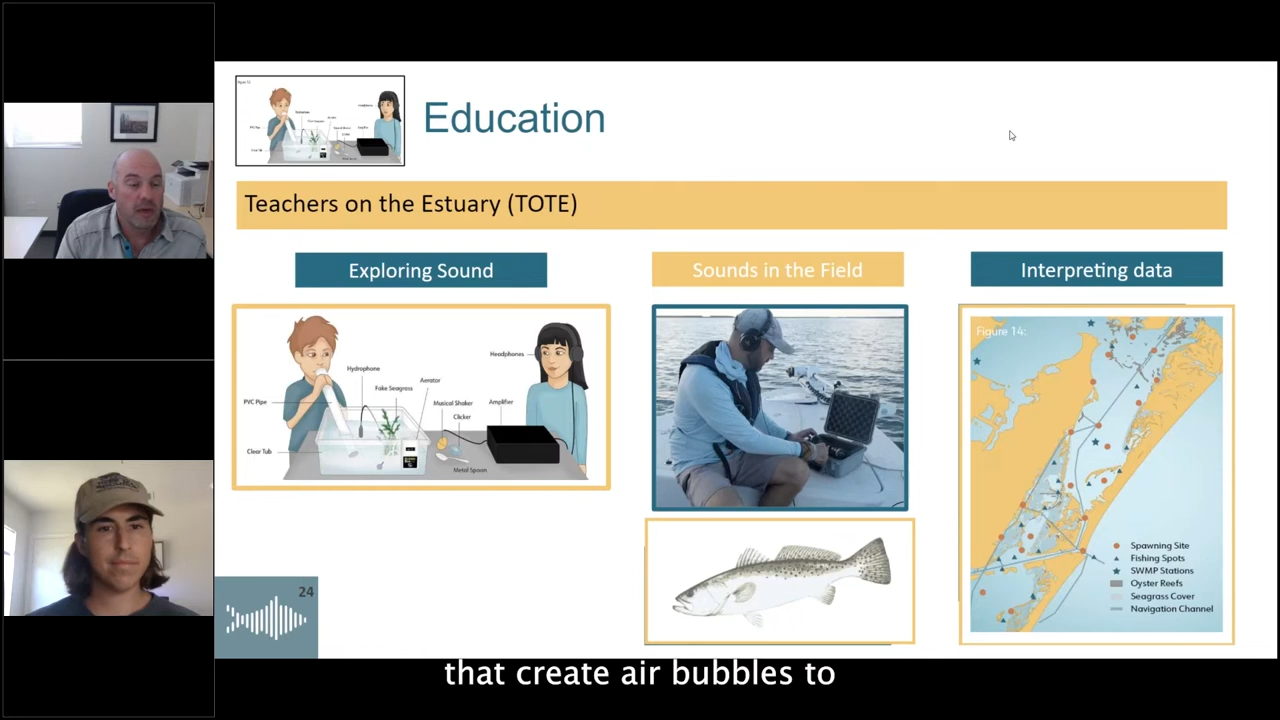 Education
Teachers on the Estuary (TOTE)
Exploring Sound
Sounds in the Field
Interpreting data
Headphones
Hydrophone
Fake Seagrass
Aerator
PVC Pipe
Musical Shaker
Amplifier
Clicker
Clear Tub
Metal Spoon
Figure 14:
Spawning Site
Fishing Spots
SWMP Stations
Oyster Reefs
Seagrass Cover
Navigation Channel
24
that create air bubbles to